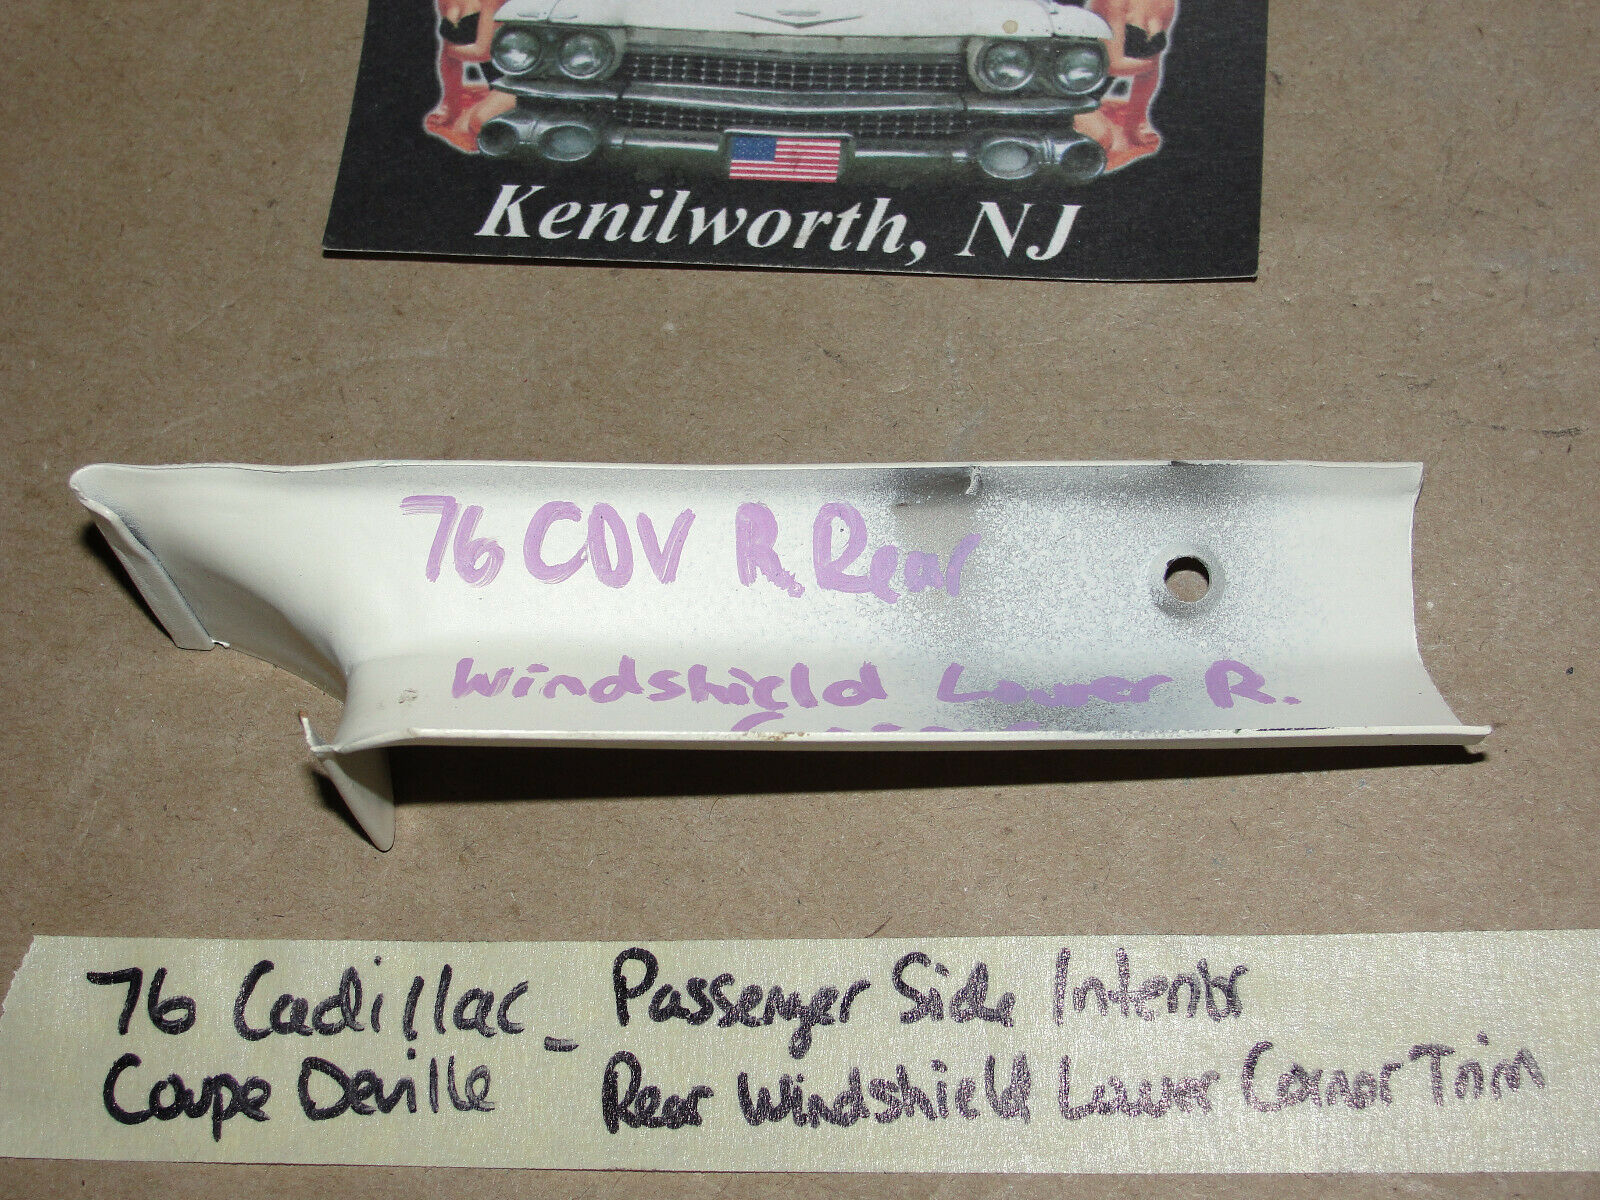 Kenilworth, NJ
76 CDV R. Rear
Windshield Lower R.
76 Cadillac - Passenger Side Interior
Coupe Deville Rear Windshield Lower Corner Trim